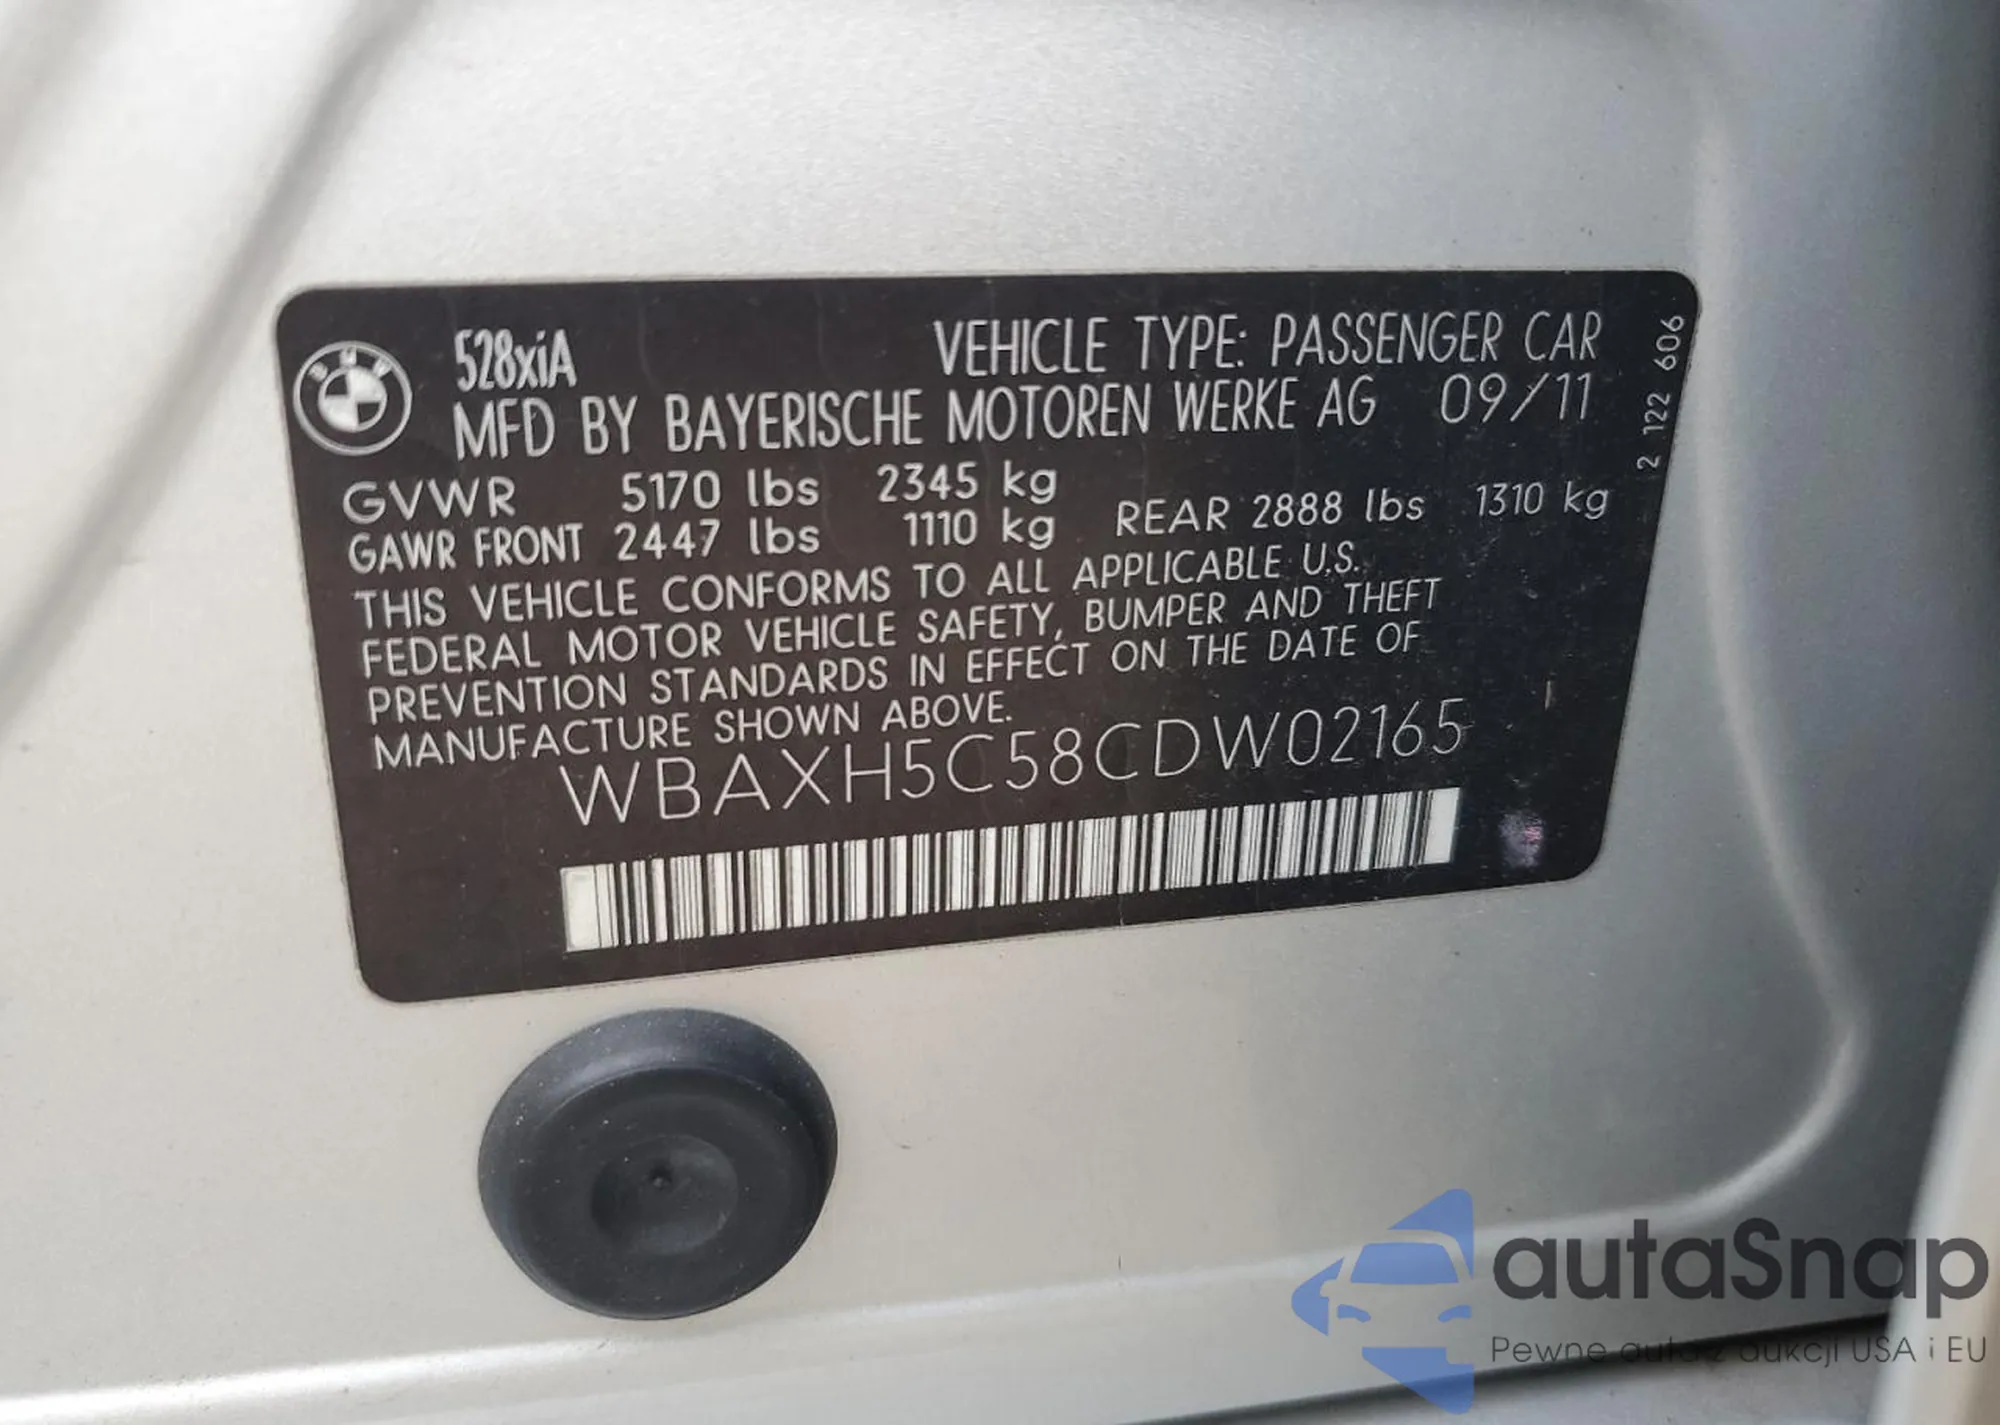 BMW
528xiA
VEHICLE TYPE: PASSENGER CAR
MFD BY BAYERISCHE MOTOREN WERKE AG 09/11
GVWR 5170 lbs 2345 kg
GAWR FRONT 2447 lbs 1110 kg REAR 2888 lbs 1310 kg
THIS VEHICLE CONFORMS TO ALL APPLICABLE U.S.
FEDERAL MOTOR VEHICLE SAFETY, BUMPER AND THEFT
PREVENTION STANDARDS IN EFFECT ON THE DATE OF
MANUFACTURE SHOWN ABOVE.
WBAXH5C58CDW02165
2 122 606
autaSnap
Pewne auta z aukcji USA i EU